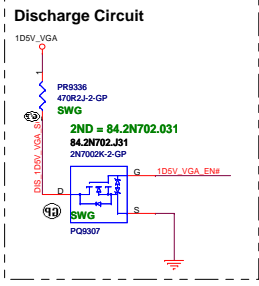 Discharge Circuit
1D5V_VGA
1
PR9336
470R2J-2-GP
SWG
2ND = 84.2N702.031
84.2N702.J31
2N7002K-2-GP
DIS_1D5V_VGA_S
G
1D5V_VGA_EN#
D
S
SWG
PQ9307